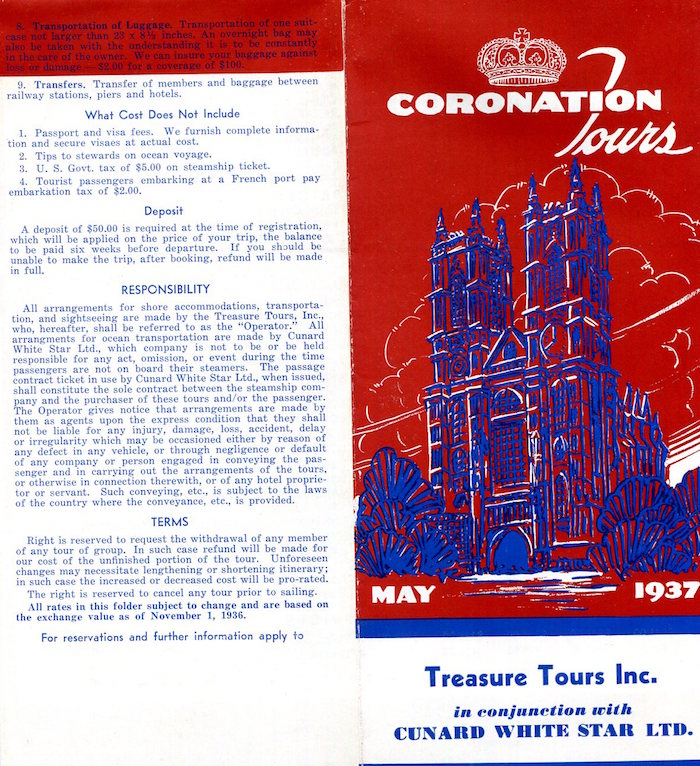 8. Transportation of Luggage. Transportation of one suit-
case not larger than 23 x 8½ inches. An overnight bag may
also be taken with the understanding it is to be constantly
in the care of the owner. We can insure your baggage against
loss or damage — $2.00 for a coverage of $100.
9. Transfers. Transfer of members and baggage between
railway stations, piers and hotels.
What Cost Does Not Include
1. Passport and visa fees. We furnish complete informa-
tion and secure visaes at actual cost.
2. Tips to stewards on ocean voyage.
3. U. S. Govt. tax of $5.00 on steamship ticket.
4. Tourist passengers embarking at a French port pay
embarkation tax of $2.00.
Deposit
A deposit of $50.00 is required at the time of registration,
which will be applied on the price of your trip, the balance
to be paid six weeks before departure. If you should be
unable to make the trip, after booking, refund will be made
in full.
RESPONSIBILITY
All arrangements for shore accommodations, transporta-
tion, and sightseeing are made by the Treasure Tours, Inc.,
who, hereafter, shall be referred to as the "Operator." All
arrangments for ocean transportation are made by Cunard
White Star Ltd., which company is not to be or be held
responsible for any act, omission, or event during the time
passengers are not on board their steamers. The passage
contract ticket in use by Cunard White Star Ltd., when issued,
shall constitute the sole contract between the steamship com-
pany and the purchaser of these tours and/or the passenger.
The Operator gives notice that arrangements are made by
them as agents upon the express condition that they shall
not be liable for any injury, damage, loss, accident, delay
or irregularity which may be occasioned either by reason of
any defect in any vehicle, or through negligence or default
of any company or person engaged in conveying the pas-
senger and in carrying out the arrangements of the tours,
or otherwise in connection therewith, or of any hotel proprie-
tor or servant. Such conveying, etc., is subject to the laws
of the country where the conveyance, etc., is provided.
TERMS
Right is reserved to request the withdrawal of any member
of any tour of group. In such case refund will be made for
our cost of the unfinished portion of the tour. Unforeseen
changes may necessitate lengthening or shortening itinerary;
in such case the increased or decreased cost will be pro-rated.
The right is reserved to cancel any tour prior to sailing.
All rates in this folder subject to change and are based on
the exchange value as of November 1, 1936.
For reservations and further information apply to
CORONATION
Tours
MAY 1937
Treasure Tours Inc.
in conjunction with
CUNARD WHITE STAR LTD.